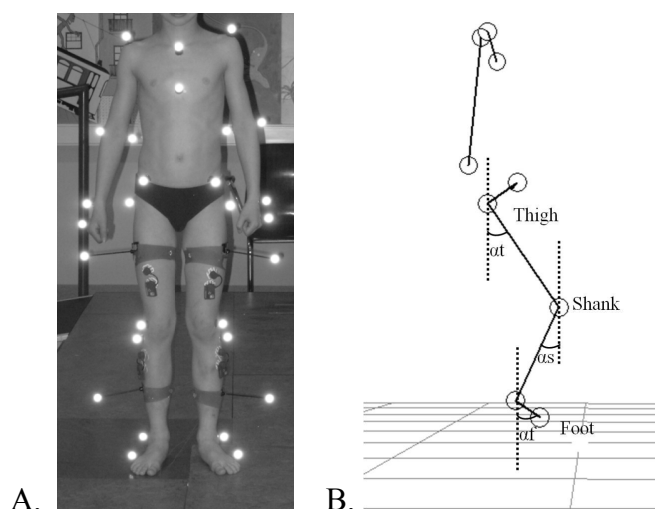 Thigh
αt
Shank
αs
αf
Foot
A.
B.